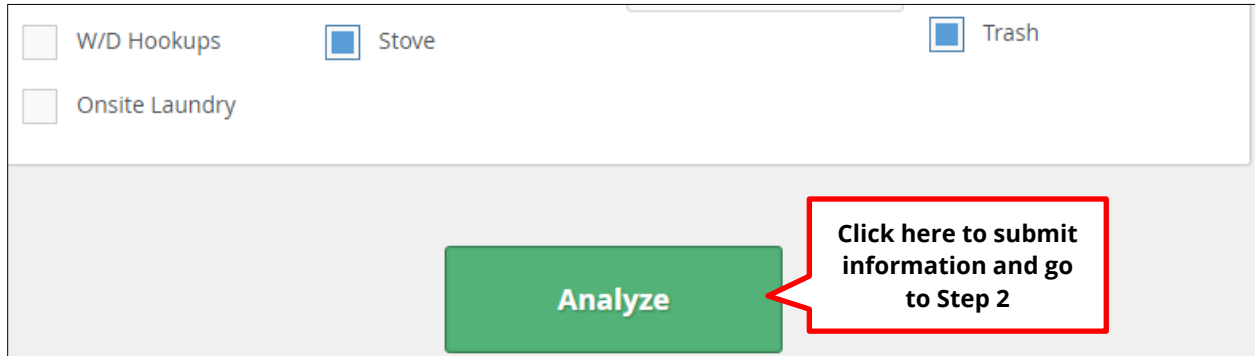 W/D Hookups
Stove
Trash
Onsite Laundry
Analyze
Click here to submit
information and go
to Step 2